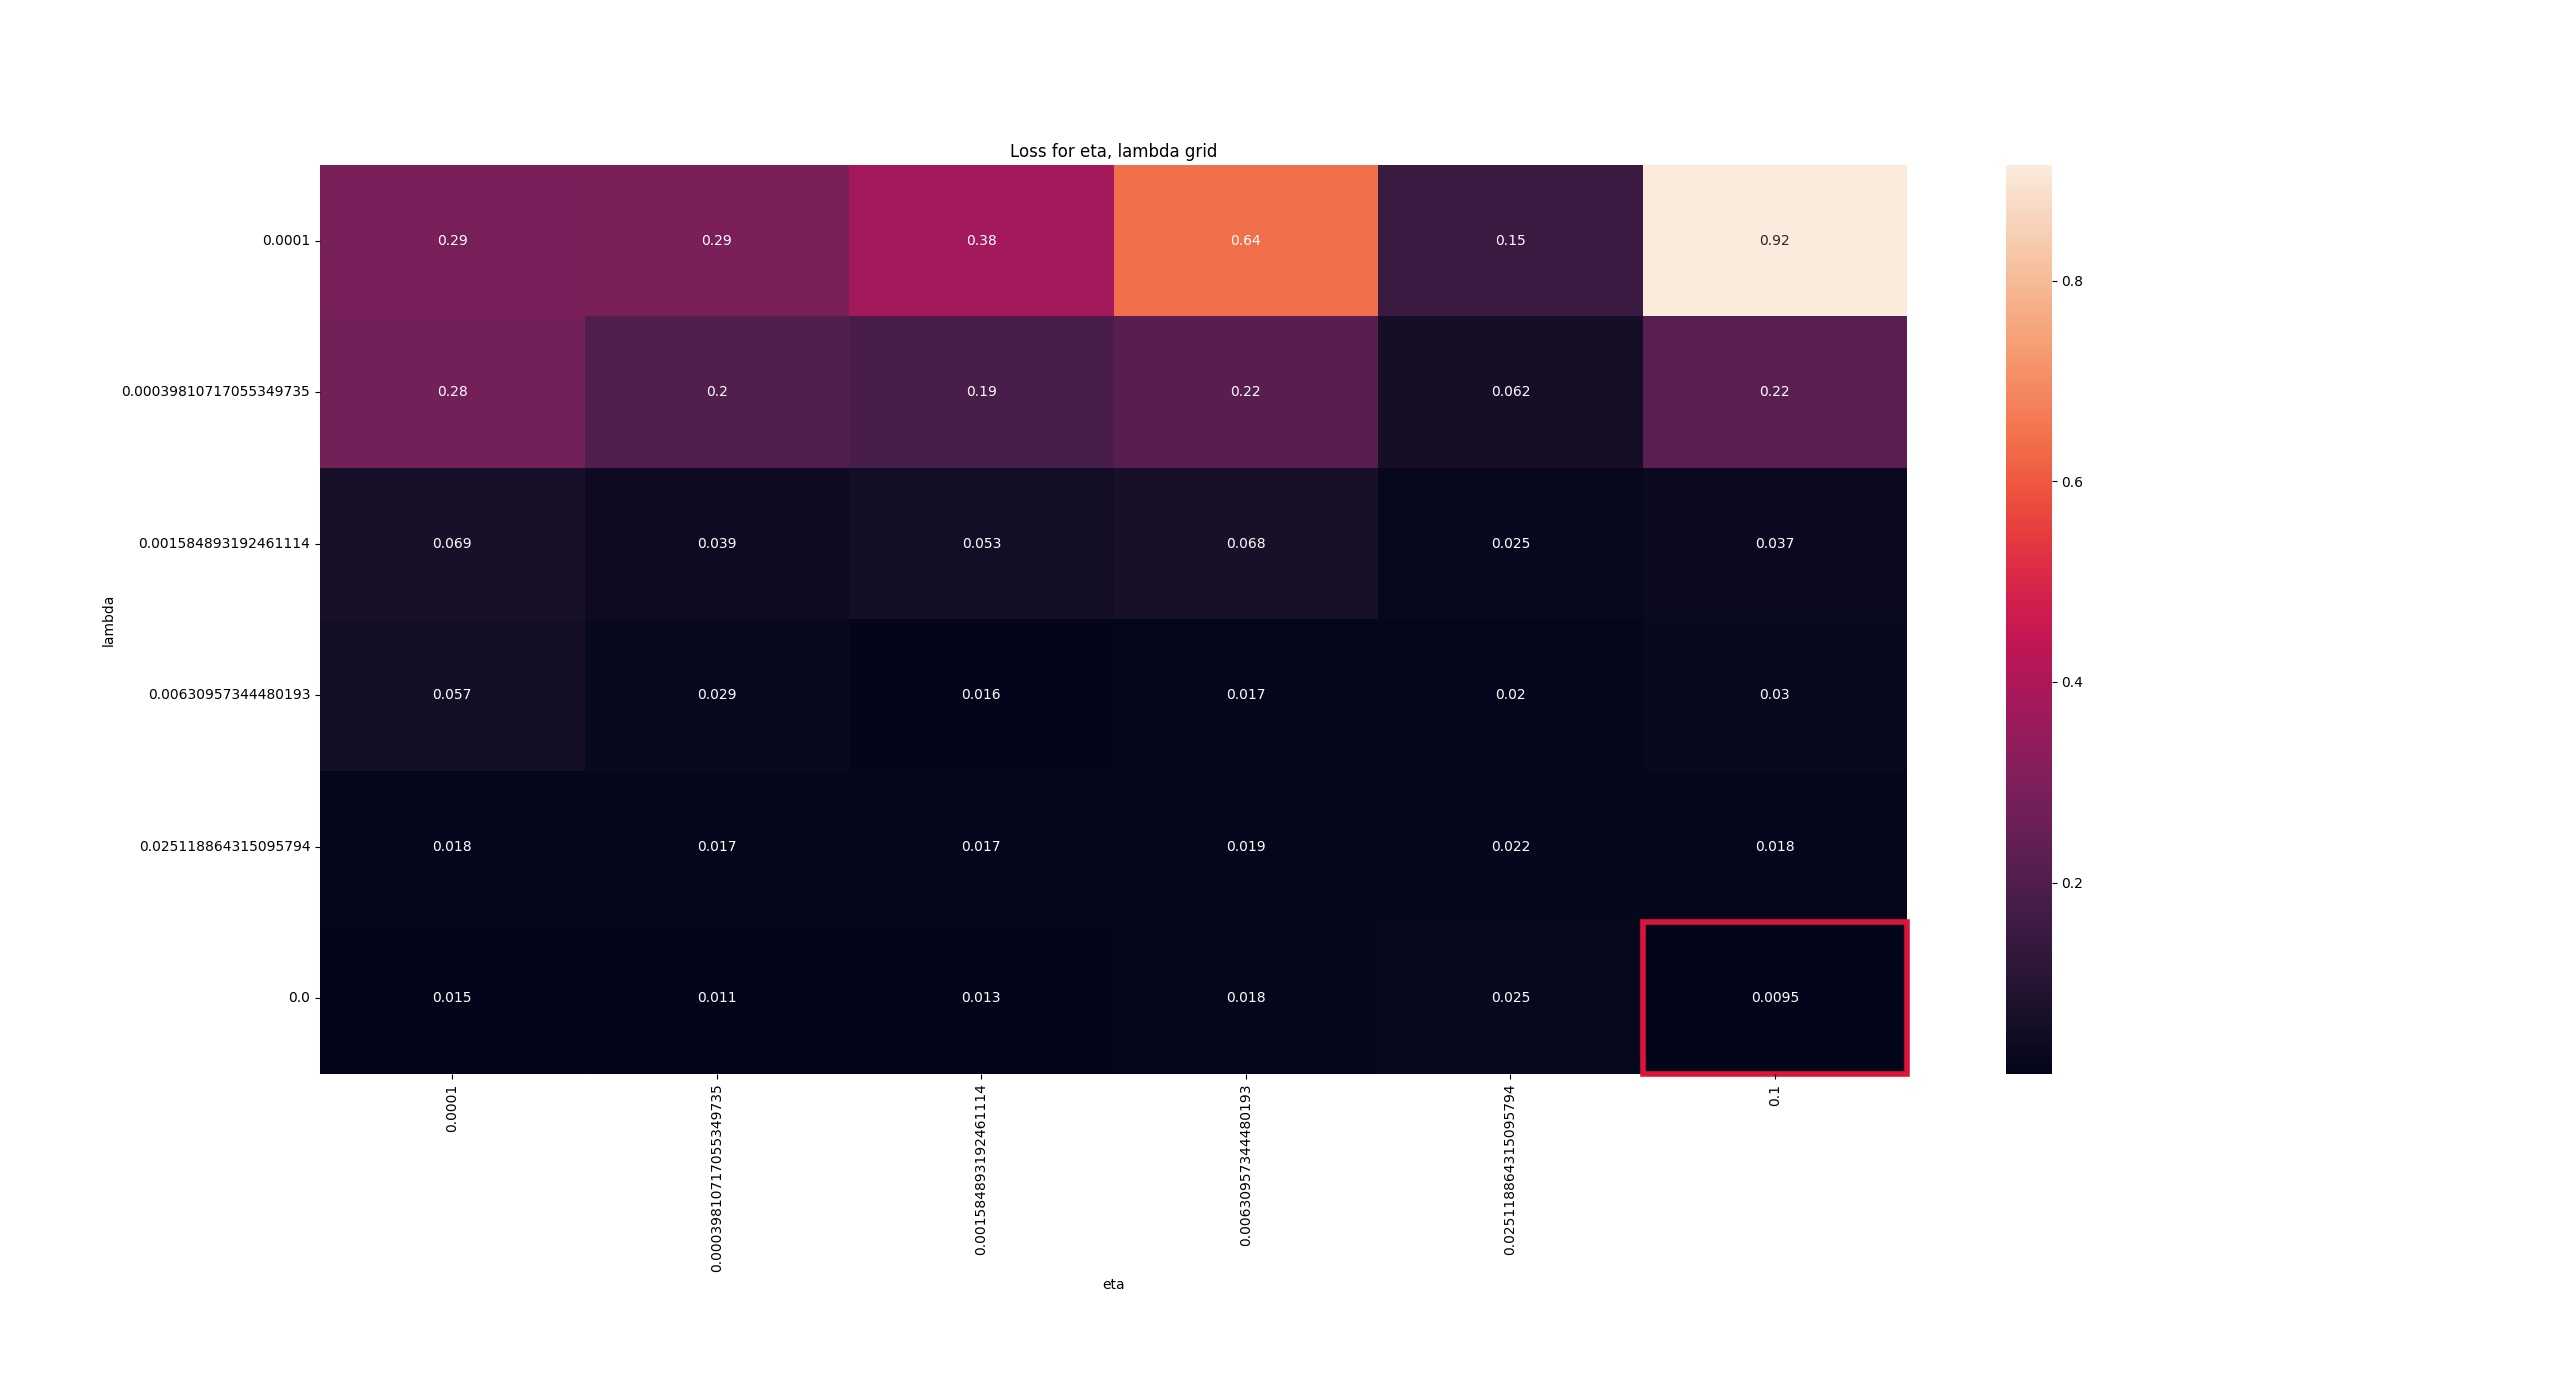 Loss for eta, lambda grid
0.0001 0.29 0.29 0.38 0.64 0.15 0.92
0.8
0.00039810717055349735 0.28 0.2 0.19 0.22 0.062 0.22
0.6
0.001584893192461114 0.069 0.039 0.053 0.068 0.025 0.037
lambda
0.4
0.00630957344480193 0.057 0.029 0.016 0.017 0.02 0.03
0.025118864315095794 0.018 0.017 0.017 0.019 0.022 0.018
0.2
0.0 0.015 0.011 0.013 0.018 0.025 0.0095
0.0001
0.00039810717055349735
0.001584893192461114
0.00630957344480193
0.025118864315095794
0.1
eta